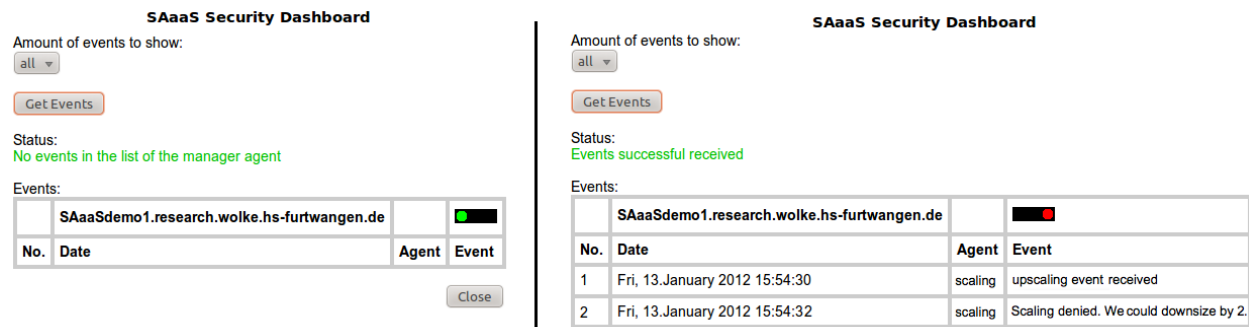 SAaaS Security Dashboard
Amount of events to show:
all
Get Events
Status:
No events in the list of the manager agent
Events:
SAaaSdemo1.research.wolke.hs-furtwangen.de
No. Date Agent Event
Close
SAaaS Security Dashboard
Amount of events to show:
all
Get Events
Status:
Events successful received
Events:
SAaaSdemo1.research.wolke.hs-furtwangen.de
No. Date Agent Event
1 Fri, 13.January 2012 15:54:30 scaling upscaling event received
2 Fri, 13.January 2012 15:54:32 scaling Scaling denied. We could downsize by 2.